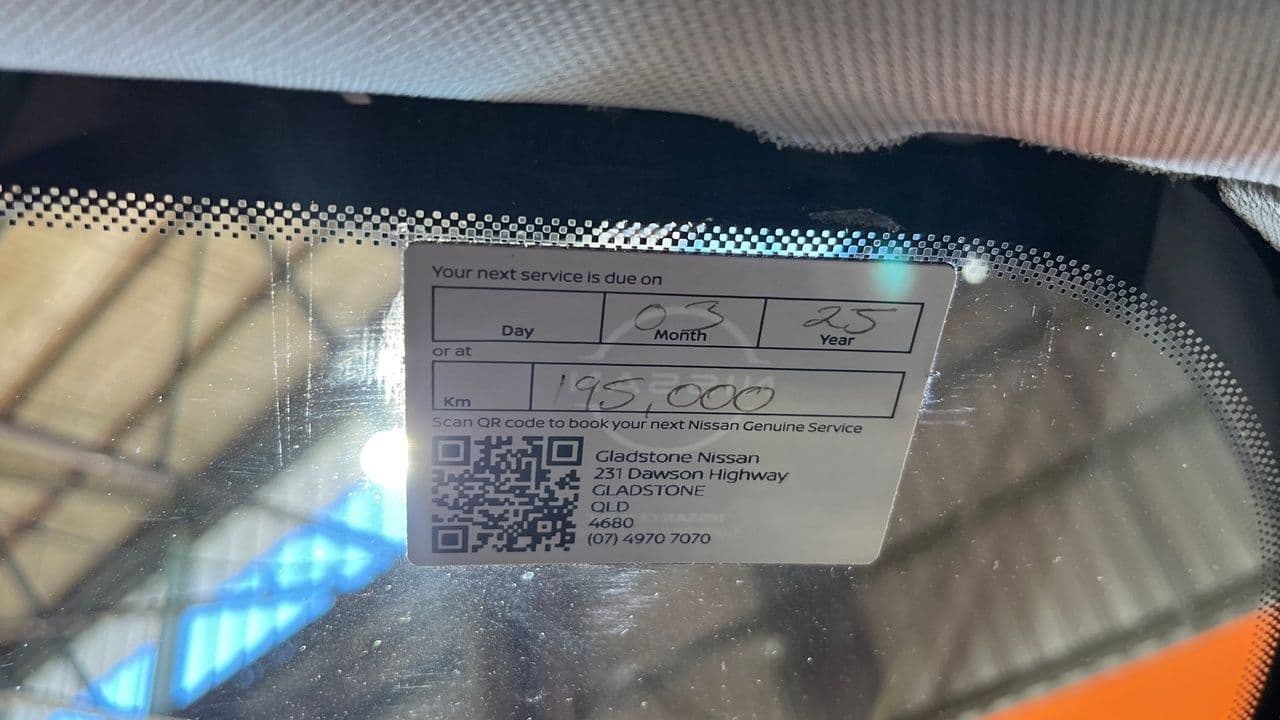 Your next service is due on
03 25
Day Month Year
or at
195,000
Km
Scan QR code to book your next Nissan Genuine Service
Gladstone Nissan
231 Dawson Highway
GLADSTONE
QLD
4680
(07) 4970 7070